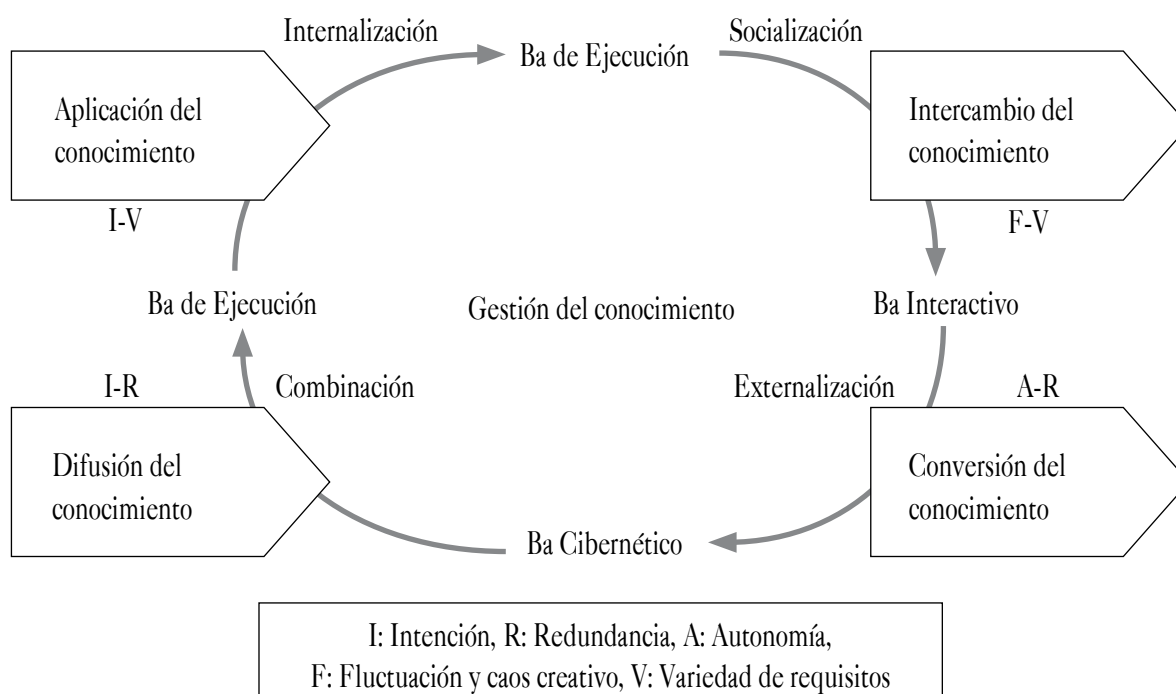 Internalización
Ba de Ejecución
Socialización
Aplicación del
conocimiento
Intercambio del
conocimiento
I-V
F-V
Ba de Ejecución
Gestión del conocimiento
Ba Interactivo
I-R
Combinación
Externalización
A-R
Difusión del
conocimiento
Conversión del
conocimiento
Ba Cibernético
I: Intención, R: Redundancia, A: Autonomía,
F: Fluctuación y caos creativo, V: Variedad de requisitos